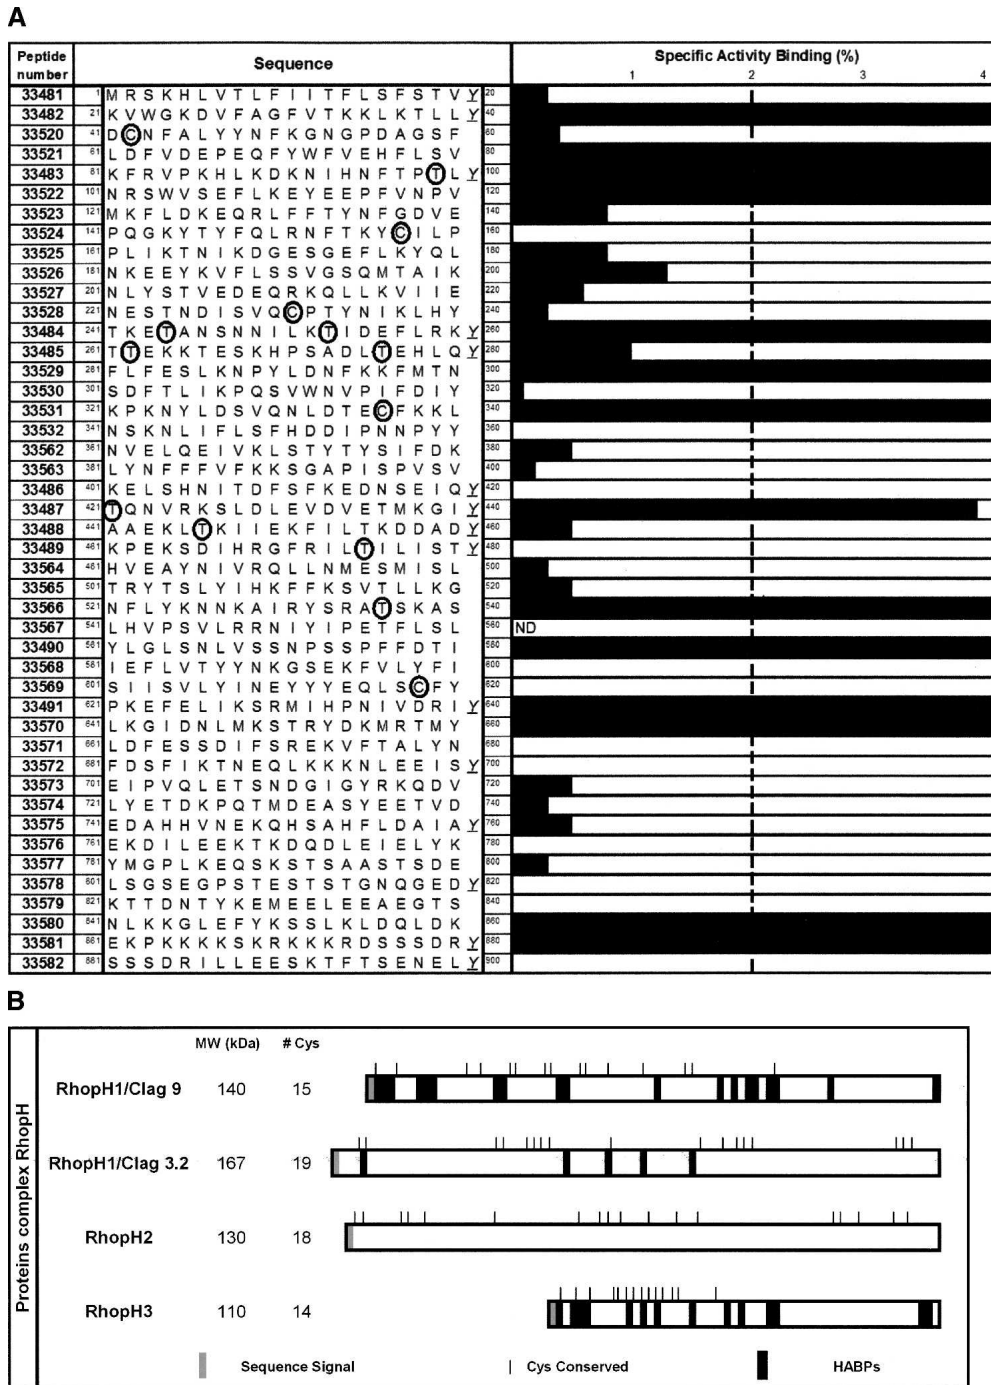 A
Peptide number Sequence Specific Activity Binding (%)
1 2 3 4
33481 1 M R S K H L V T L F I I T F L S F S T V Y 20
33482 21 K V W G K D V F A G F V T K K L K T L L Y 40
33520 41 D C N F A L Y Y N F K G N G P D A G S F 60
33521 61 L D F V D E P E Q F Y W F V E H F L S V 80
33483 81 K F R V P K H L K D K N I H N F T P T L Y 100
33522 101 N R S W V S E F L K E Y E E P F V N P V 120
33523 121 M K F L D K E Q R L F F T Y N F G D V E 140
33524 141 P Q G K Y T Y F Q L R N F T K Y C I L P 160
33525 161 P L I K T N I K D G E S G E F L K Y Q L 180
33526 181 N K E E Y K V F L S S V G S Q M T A I K 200
33527 201 N L Y S T V E D E Q R K Q L L K V I I E 220
33528 221 N E S T N D I S V Q C P T Y N I K L H Y 240
33484 241 T K E T A N S N N I L K T I D E F L R K Y 260
33485 261 T T E K K T E S K H P S A D L T E H L Q Y 280
33529 281 F L F E S L K N P Y L D N F K K F M T N 300
33530 301 S D F T L I K P Q S V W N V P I F D I Y 320
33531 321 K P K N Y L D S V Q N L D T E C F K K L 340
33532 341 N S K N L I F L S F H D D I P N N P Y Y 360
33562 361 N V E L Q E I V K L S T Y T Y S I F D K 380
33563 381 L Y N F F F V F K K S G A P I S P V S V 400
33486 401 K E L S H N I T D F S F K E D N S E I Q Y 420
33487 421 T Q N V R K S L D L E V D V E T M K G I Y 440
33488 441 A A E K L T K I I E K F I L T K D D A D Y 460
33489 461 K P E K S D I H R G F R I L T I L I S T Y 480
33564 481 H V E A Y N I V R Q L L N M E S M I S L 500
33565 501 T R Y T S L Y I H K F F K S V T L L K G 520
33566 521 N F L Y K N N K A I R Y S R A T S K A S 540
33567 541 L H V P S V L R R N I Y I P E T F L S L 560 ND
33490 561 Y L G L S N L V S S N P S S P F F D T I 580
33568 581 I E F L V T Y Y N K G S E K F V L Y F I 600
33569 601 S I I S V L Y I N E Y Y Y E Q L S C F Y 620
33491 621 P K E F E L I K S R M I H P N I V D R I Y 640
33570 641 L K G I D N L M K S T R Y D K M R T M Y 660
33571 661 L D F E S S D I F S R E K V F T A L Y N 680
33572 681 F D S F I K T N E Q L K K K N L E E I S Y 700
33573 701 E I P V Q L E T S N D G I G Y R K Q D V 720
33574 721 L Y E T D K P Q T M D E A S Y E E T V D 740
33575 741 E D A H H V N E K Q H S A H F L D A I A Y 760
33576 761 E K D I L E E K T K D Q D L E I E L Y K 780
33577 781 Y M G P L K E Q S K S T S A A S T S D E 800
33578 801 L S G S E G P S T E S T S T G N Q G E D Y 820
33579 821 K T T D N T Y K E M E E L E E A E G T S 840
33580 841 N L K K G L E F Y K S S L K L D Q L D K 860
33581 861 E K P K K K K S K R K K K R D S S S D R Y 880
33582 881 S S S D R I L L E E S K T F T S E N E L Y 900
B
Proteins complex RhopH
MW (kDa) # Cys
RhopH1/Clag 9 140 15
RhopH1/Clag 3.2 167 19
RhopH2 130 18
RhopH3 110 14
Sequence Signal Cys Conserved HABPs